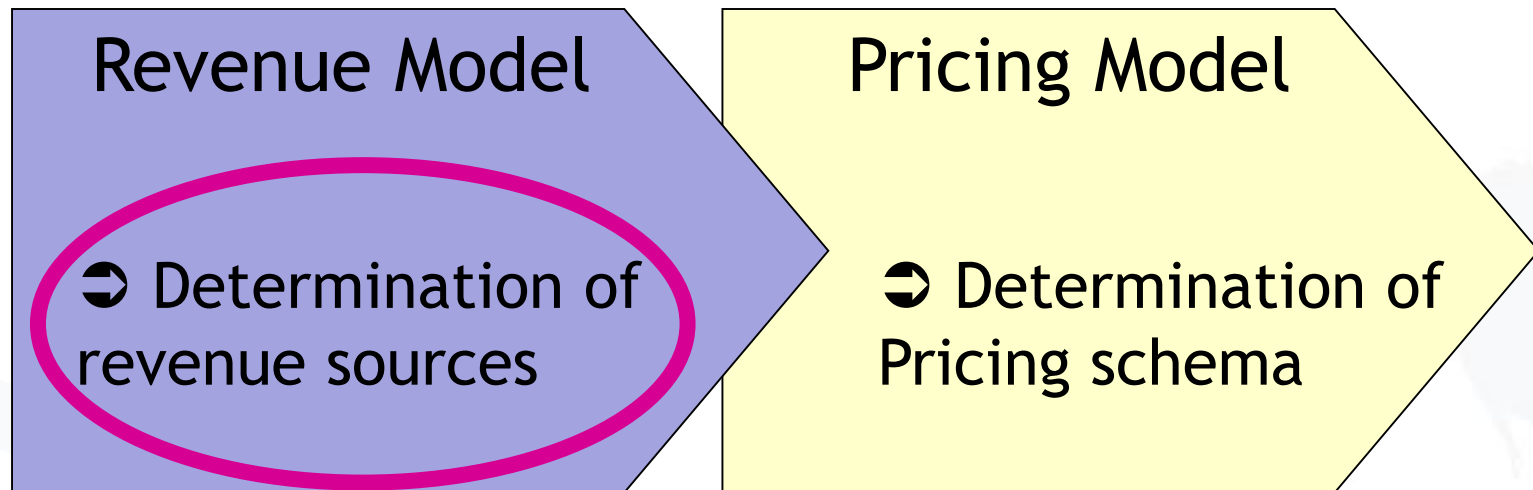 Revenue Model
➲ Determination of
revenue sources
Pricing Model
➲ Determination of
Pricing schema